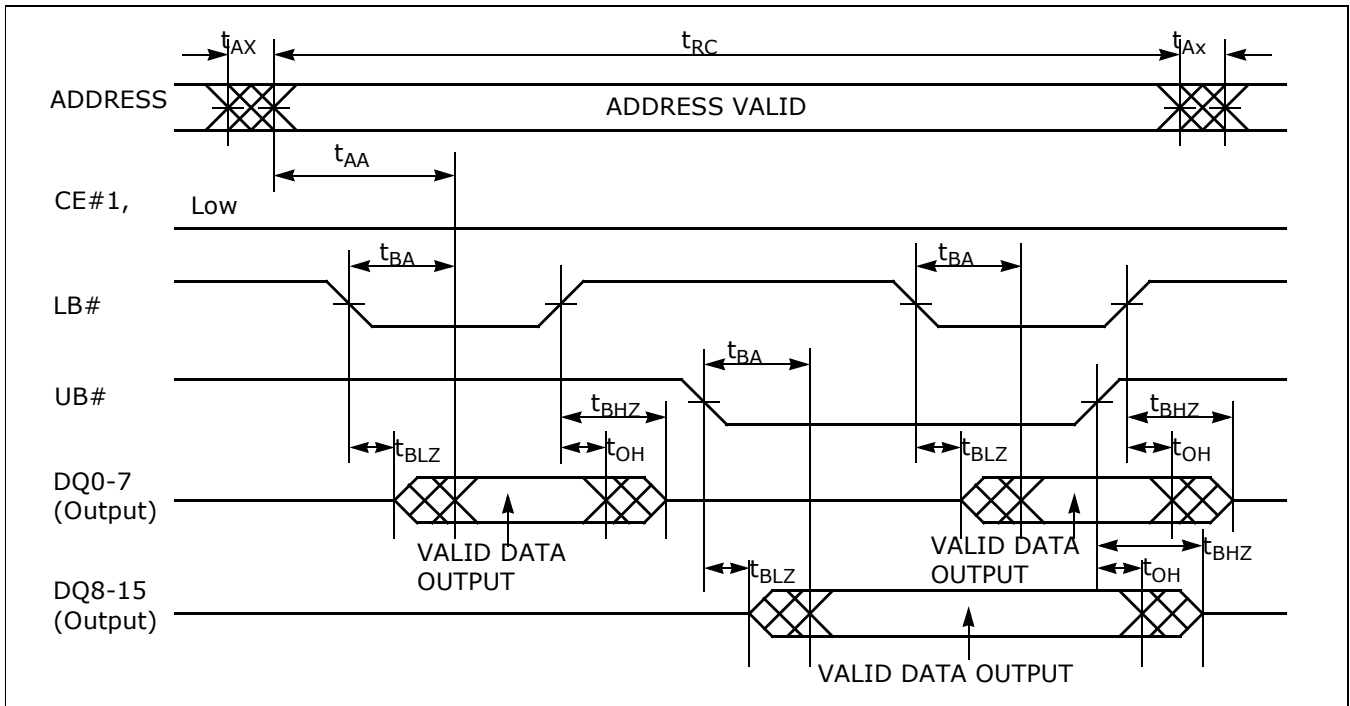 tAX tRC tAx
ADDRESS ADDRESS VALID
tAA
CE#1, Low
tBA tBA
LB#
tBA
UB#
tBHZ tBHZ
tBLZ tOH tBLZ tOH
DQ0-7
(Output)
VALID DATA
OUTPUT
VALID DATA
OUTPUT
tBHZ
tBLZ tOH
DQ8-15
(Output)
VALID DATA OUTPUT